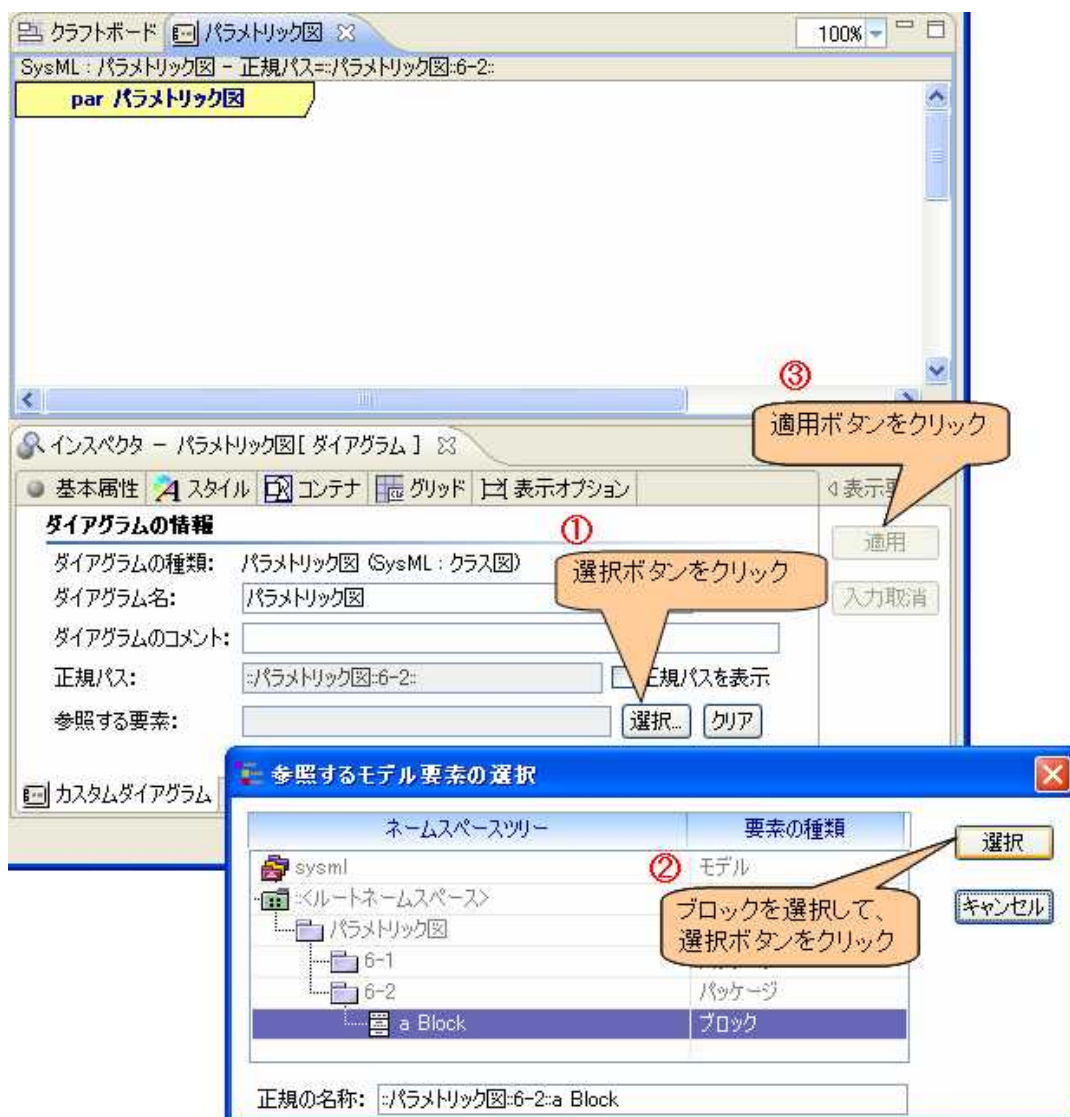 クラフトボード パラメトリック図 100%
SysML : パラメトリック図 - 正規パス=::パラメトリック図::6-2::
par パラメトリック図
③
適用ボタンをクリック
インスペクタ - パラメトリック図[ ダイアグラム ]
基本属性 スタイル コンテナ グリッド 表示オプション 表示
ダイアグラムの情報
①
選択ボタンをクリック
適用
ダイアグラムの種類: パラメトリック図 (SysML : クラス図)
ダイアグラム名: パラメトリック図
入力取消
ダイアグラムのコメント:
正規パス: ::パラメトリック図::6-2:: 正規パスを表示
参照する要素: 選択... クリア
カスタムダイアグラム
参照するモデル要素の選択
ネームスペースツリー 要素の種類
選択
sysml モデル
②
::<ルートネームスペース>
ブロックを選択して、
選択ボタンをクリック
キャンセル
パラメトリック図
6-1
6-2 パッケージ
a Block ブロック
正規の名称: ::パラメトリック図::6-2::a Block